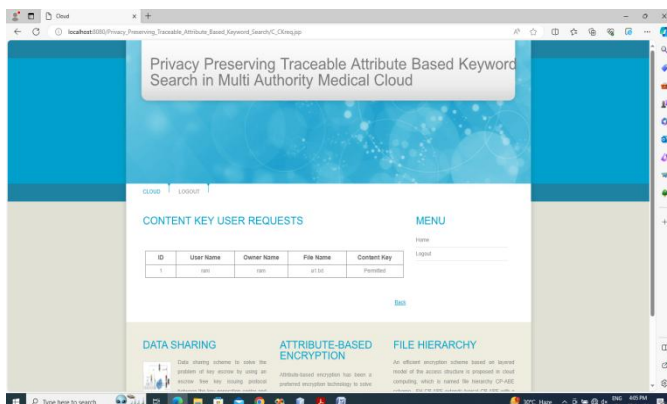 Cloud
localhost:8080/Privacy_Preserving_Traceable_Attribute_Based_Keyword_Search/C_CKreq.jsp
Privacy Preserving Traceable Attribute Based Keyword
Search in Multi Authority Medical Cloud
CLOUD LOGOUT
CONTENT KEY USER REQUESTS
MENU
Home
Logout
ID User Name Owner Name File Name Content Key
1 Permitted
Back
DATA SHARING
Data sharing scheme to solve the
problem of key escrow by using an
escrow free key issuing protocol
ATTRIBUTE-BASED
ENCRYPTION
Attribute-based encryption has been a
preferred encryption technology to solve
FILE HIERARCHY
An efficient encryption scheme based on layered
model of the access structure is proposed in cloud
computing, which is named file hierarchy CP-ABE
Type here to search
30°C Haze
ENG
6:05 PM